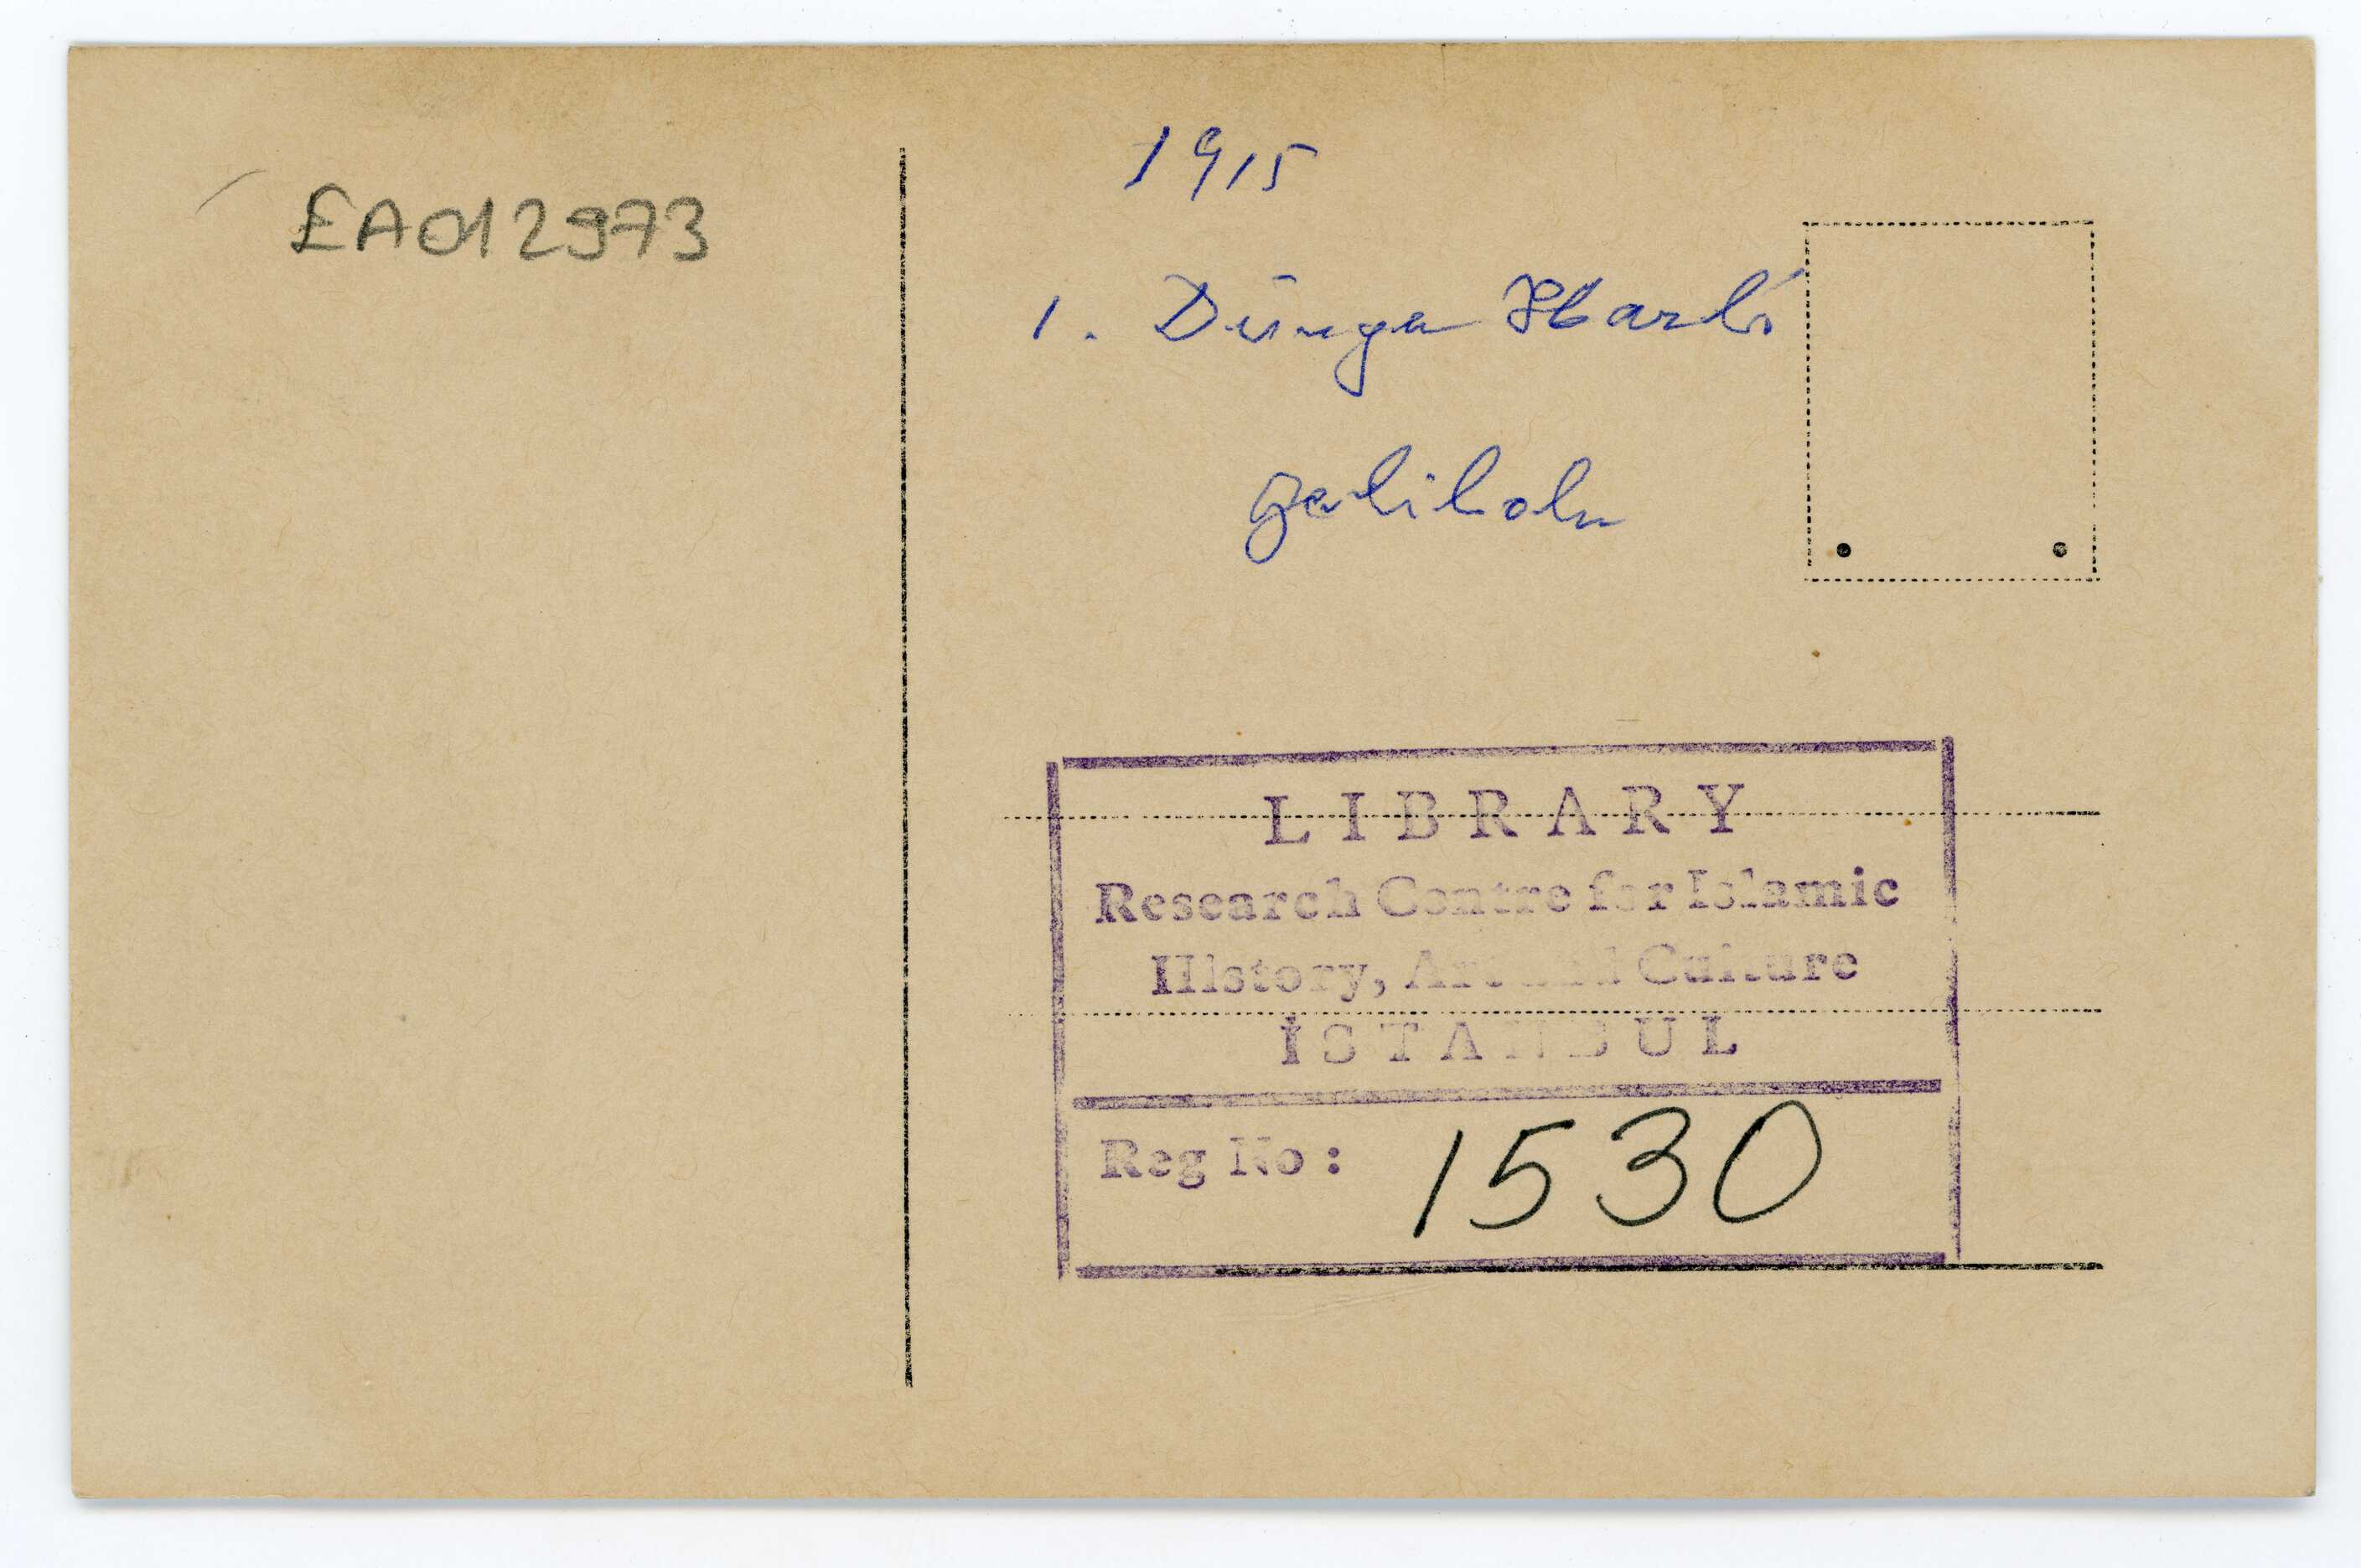 EA012973
1915
1. Dünya Harbi
Gelibolu
LIBRARY
Research Centre for Islamic
History, Art and Culture
İSTANBUL
Reg No: 1530